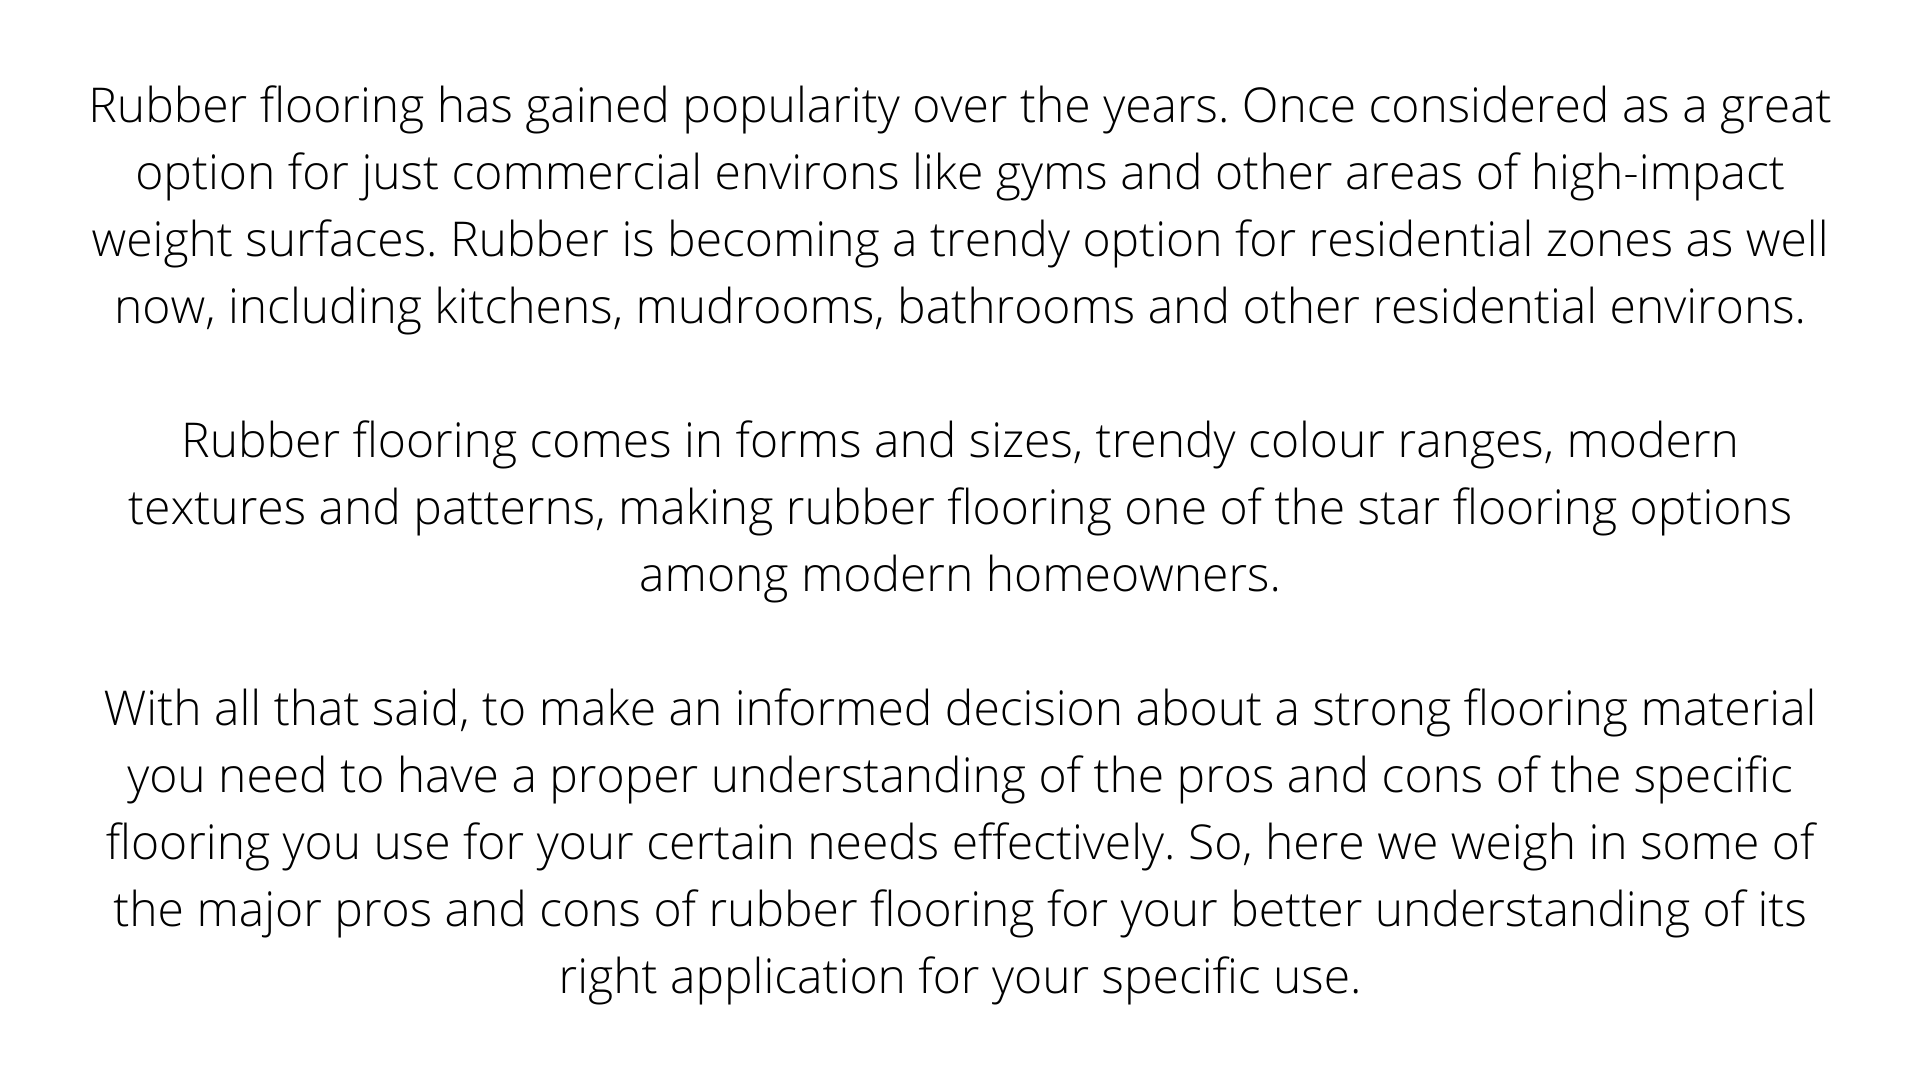 Rubber flooring has gained popularity over the years. Once considered as a great
option for just commercial environs like gyms and other areas of high-impact
weight surfaces. Rubber is becoming a trendy option for residential zones as well
now, including kitchens, mudrooms, bathrooms and other residential environs.
Rubber flooring comes in forms and sizes, trendy colour ranges, modern
textures and patterns, making rubber flooring one of the star flooring options
among modern homeowners.
With all that said, to make an informed decision about a strong flooring material
you need to have a proper understanding of the pros and cons of the specific
flooring you use for your certain needs effectively. So, here we weigh in some of
the major pros and cons of rubber flooring for your better understanding of its
right application for your specific use.